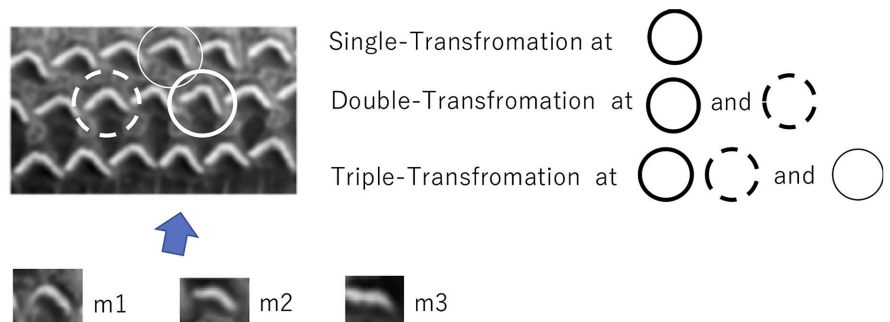 Single-Transfromation at
Double-Transfromation at and
Triple-Transfromation at and
m1 m2 m3